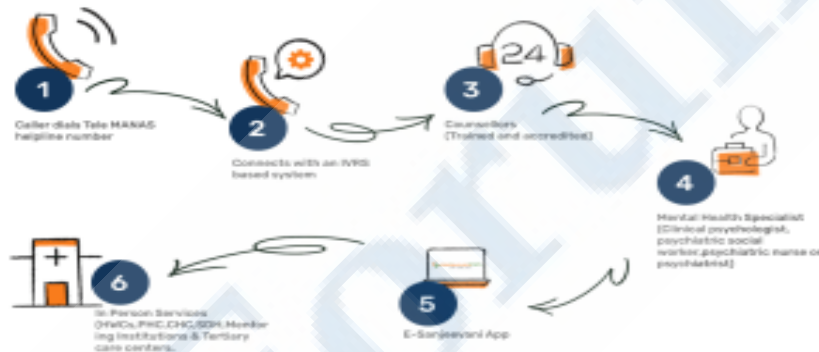 1
Caller dials Tele MANAS
helpline number
2
Connects with an IVRS
based system
24
3
Counsellors
(Trained and accredited)
4
Mental Health Specialist
(Clinical psychologist,
psychiatric social
worker,psychiatric nurse or
psychiatrist)
5
E-Sanjeevani App
6
In Person Services
(HWCs,PHC,CHC,SDH,Mentor
ing Institutions & Tertiary
care centers.